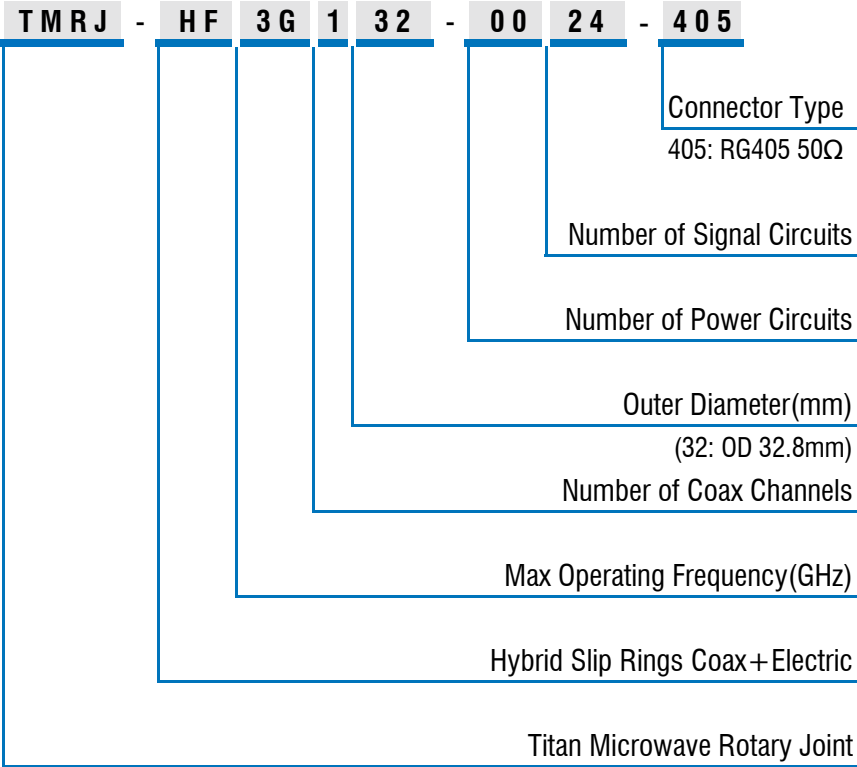 TMRJ - HF 3G 1 32 - 00 24 - 405
Connector Type
405: RG405 50Ω
Number of Signal Circuits
Number of Power Circuits
Outer Diameter(mm)
(32: OD 32.8mm)
Number of Coax Channels
Max Operating Frequency(GHz)
Hybrid Slip Rings Coax+Electric
Titan Microwave Rotary Joint